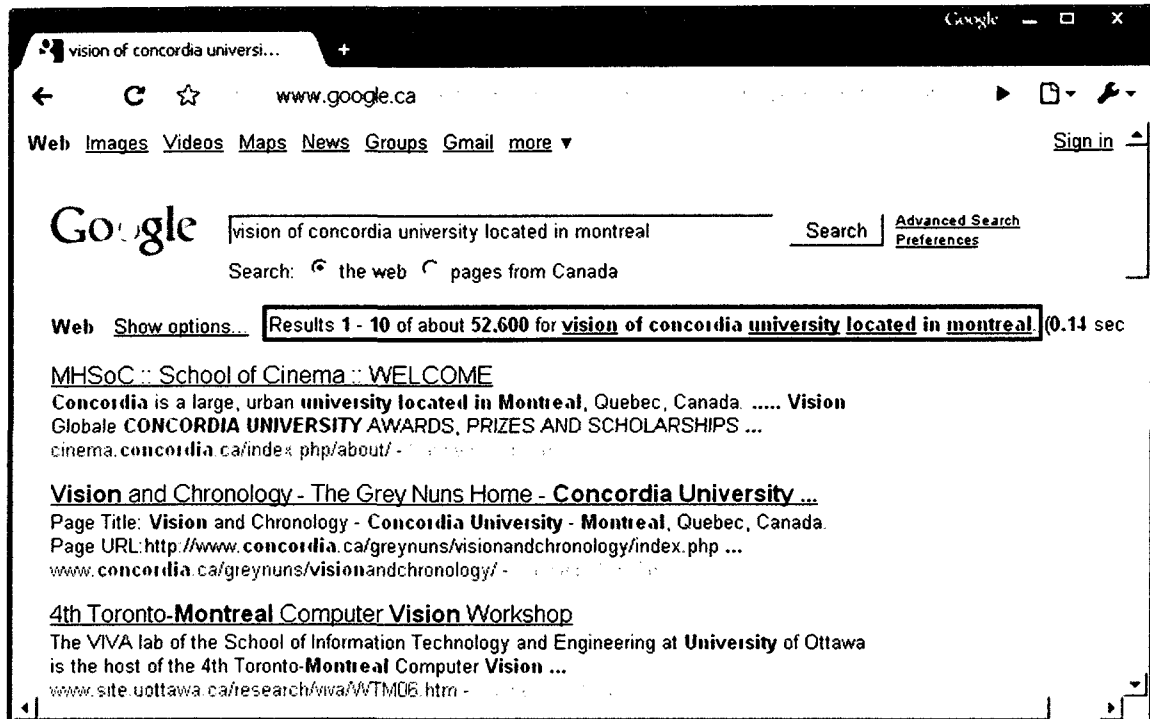 Google
vision of concordia universi...
www.google.ca
Web Images Videos Maps News Groups Gmail more ▼ Sign in
Google vision of concordia university located in montreal Search Advanced Search
Preferences
Search: the web pages from Canada
Web Show options... Results 1 - 10 of about 52,600 for vision of concordia university located in montreal. (0.14 sec
MHSoC :: School of Cinema :: WELCOME
Concordia is a large, urban university located in Montreal, Quebec, Canada. ..... Vision
Globale CONCORDIA UNIVERSITY AWARDS, PRIZES AND SCHOLARSHIPS ...
cinema.concordia.ca/index.php/about/ -
Vision and Chronology - The Grey Nuns Home - Concordia University ...
Page Title: Vision and Chronology - Concordia University - Montreal, Quebec, Canada.
Page URL:http://www.concordia.ca/greynuns/visionandchronology/index.php ...
www.concordia.ca/greynuns/visionandchronology/ -
4th Toronto-Montreal Computer Vision Workshop
The VIVA lab of the School of Information Technology and Engineering at University of Ottawa
is the host of the 4th Toronto-Montreal Computer Vision ...
www.site.uottawa.ca/research/viva/VVTM06.htm -